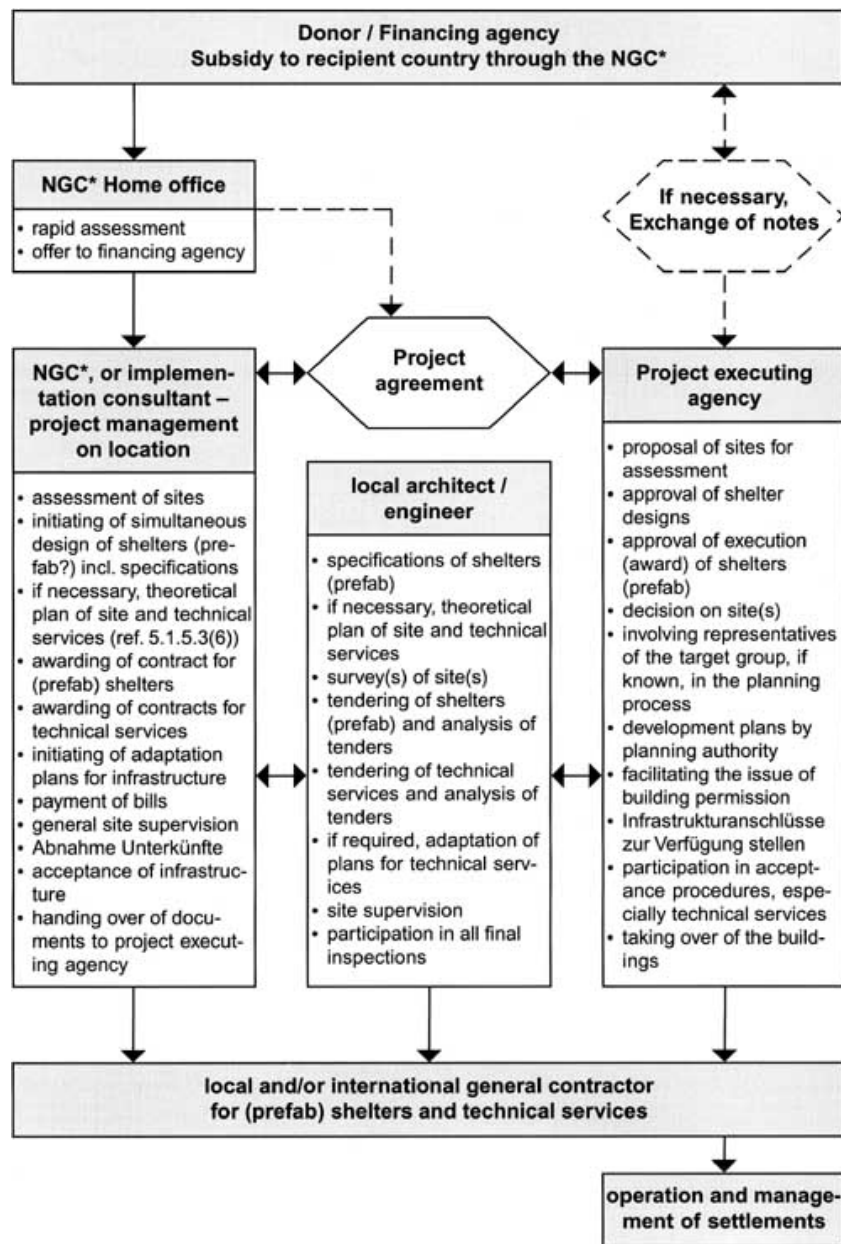 Donor / Financing agency
Subsidy to recipient country through the NGC*
NGC* Home office
• rapid assessment
• offer to financing agency
If necessary,
Exchange of notes
Project
agreement
NGC*, or implemen-
tation consultant –
project management
on location
• assessment of sites
• initiating of simultaneous
design of shelters (pre-
fab?) incl. specifications
• if necessary, theoretical
plan of site and technical
services (ref. 5.1.5.3(6))
• awarding of contract for
(prefab) shelters
• awarding of contracts for
technical services
• initiating of adaptation
plans for infrastructure
• payment of bills
• general site supervision
• Abnahme Unterkünfte
• acceptance of infrastruc-
ture
• handing over of docu-
ments to project execut-
ing agency
local architect /
engineer
• specifications of shelters
(prefab)
• if necessary, theoretical
plan of site and technical
services
• survey(s) of site(s)
• tendering of shelters
(prefab) and analysis of
tenders
• tendering of technical
services and analysis of
tenders
• if required, adaptation of
plans for technical serv-
ices
• site supervision
• participation in all final
inspections
Project executing
agency
• proposal of sites for
assessment
• approval of shelter
designs
• approval of execution
(award) of shelters
(prefab)
• decision on site(s)
• involving representatives
of the target group, if
known, in the planning
process
• development plans by
planning authority
• facilitating the issue of
building permission
• Infrastrukturanschlüsse
zur Verfügung stellen
• participation in accept-
ance procedures, espe-
cially technical services
• taking over of the build-
ings
local and/or international general contractor
for (prefab) shelters and technical services
operation and manage-
ment of settlements